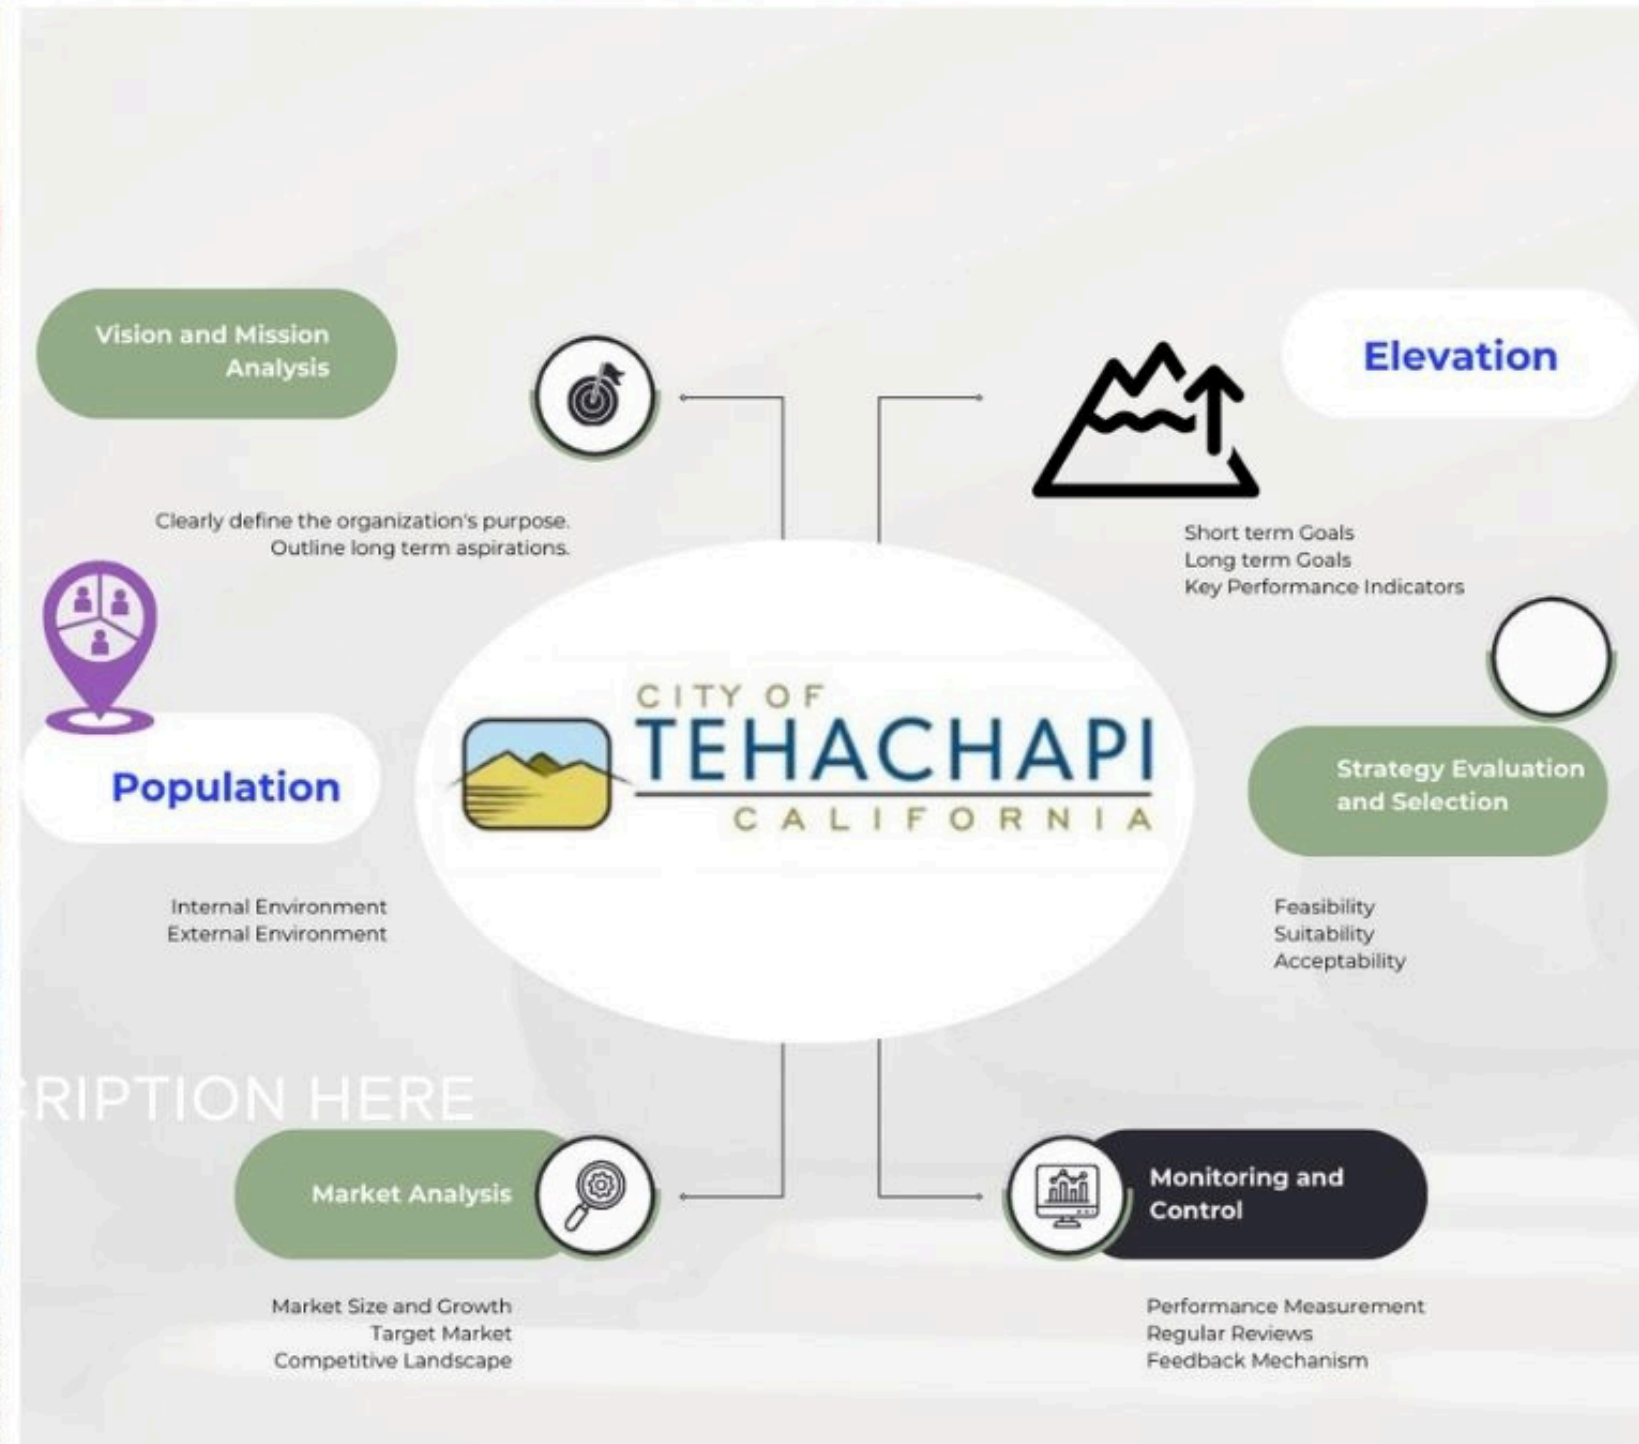 Vision and Mission
Analysis
Clearly define the organization's purpose.
Outline long term aspirations.
Elevation
Short term Goals
Long term Goals
Key Performance Indicators
CITY OF
TEHACHAPI
CALIFORNIA
Population
Internal Environment
External Environment
Strategy Evaluation
and Selection
Feasibility
Suitability
Acceptability
CRIPTION HERE
Market Analysis
Market Size and Growth
Target Market
Competitive Landscape
Monitoring and
Control
Performance Measurement
Regular Reviews
Feedback Mechanism